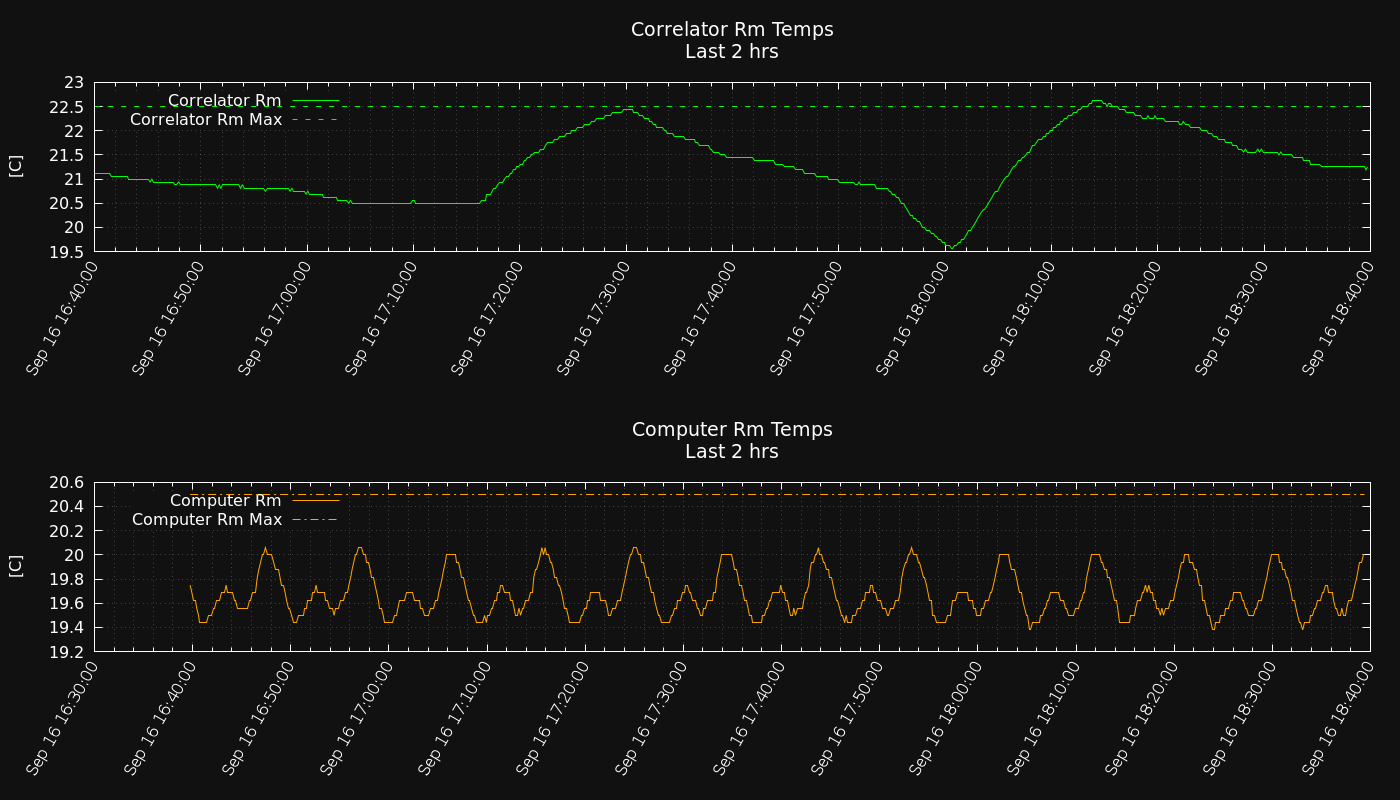 Correlator Rm Temps
Last 2 hrs
23
22.5
22
21.5
21
20.5
20
19.5
[C]
Correlator Rm
Correlator Rm Max
Sep 16 16:40:00
Sep 16 16:50:00
Sep 16 17:00:00
Sep 16 17:10:00
Sep 16 17:20:00
Sep 16 17:30:00
Sep 16 17:40:00
Sep 16 17:50:00
Sep 16 18:00:00
Sep 16 18:10:00
Sep 16 18:20:00
Sep 16 18:30:00
Sep 16 18:40:00
Computer Rm Temps
Last 2 hrs
20.6
20.4
20.2
20
19.8
19.6
19.4
19.2
[C]
Computer Rm
Computer Rm Max
Sep 16 16:30:00
Sep 16 16:40:00
Sep 16 16:50:00
Sep 16 17:00:00
Sep 16 17:10:00
Sep 16 17:20:00
Sep 16 17:30:00
Sep 16 17:40:00
Sep 16 17:50:00
Sep 16 18:00:00
Sep 16 18:10:00
Sep 16 18:20:00
Sep 16 18:30:00
Sep 16 18:40:00